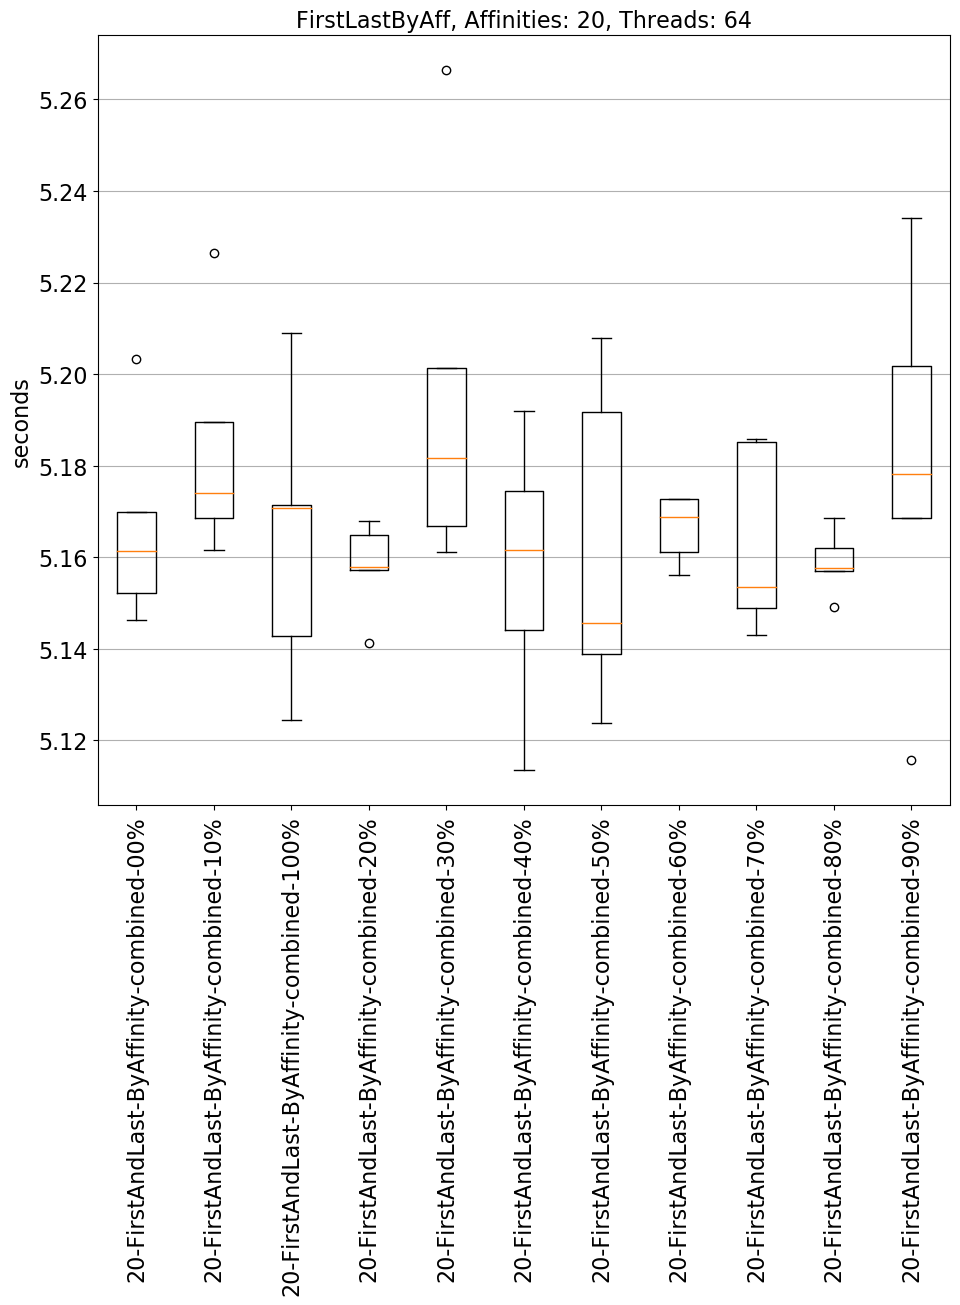 FirstLastByAff, Affinities: 20, Threads: 64
5.26
5.24
5.22
5.20
5.18
5.16
5.14
5.12
seconds
20-FirstAndLast-ByAffinity-combined-00%
20-FirstAndLast-ByAffinity-combined-10%
20-FirstAndLast-ByAffinity-combined-100%
20-FirstAndLast-ByAffinity-combined-20%
20-FirstAndLast-ByAffinity-combined-30%
20-FirstAndLast-ByAffinity-combined-40%
20-FirstAndLast-ByAffinity-combined-50%
20-FirstAndLast-ByAffinity-combined-60%
20-FirstAndLast-ByAffinity-combined-70%
20-FirstAndLast-ByAffinity-combined-80%
20-FirstAndLast-ByAffinity-combined-90%